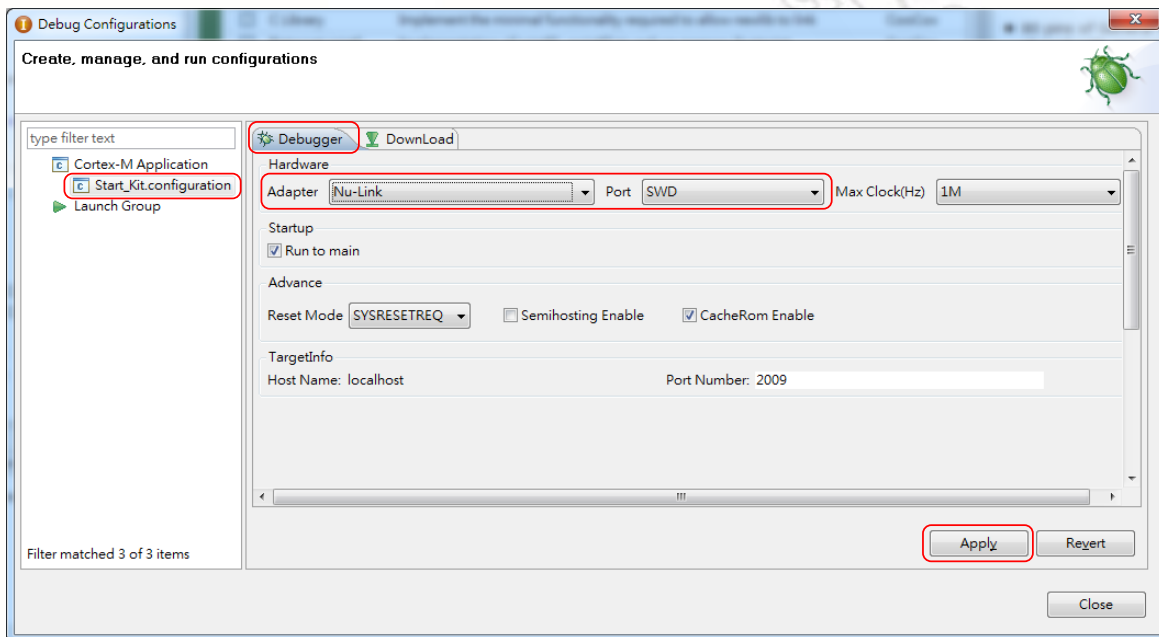 Debug Configurations
Create, manage, and run configurations
type filter text
Cortex-M Application
Start_Kit.configuration
Launch Group
Filter matched 3 of 3 items
Debugger DownLoad
Hardware
Adapter Nu-Link Port SWD Max Clock(Hz) 1M
Startup
Run to main
Advance
Reset Mode SYSRESETREQ Semihosting Enable CacheRom Enable
TargetInfo
Host Name: localhost Port Number: 2009
Apply Revert
Close